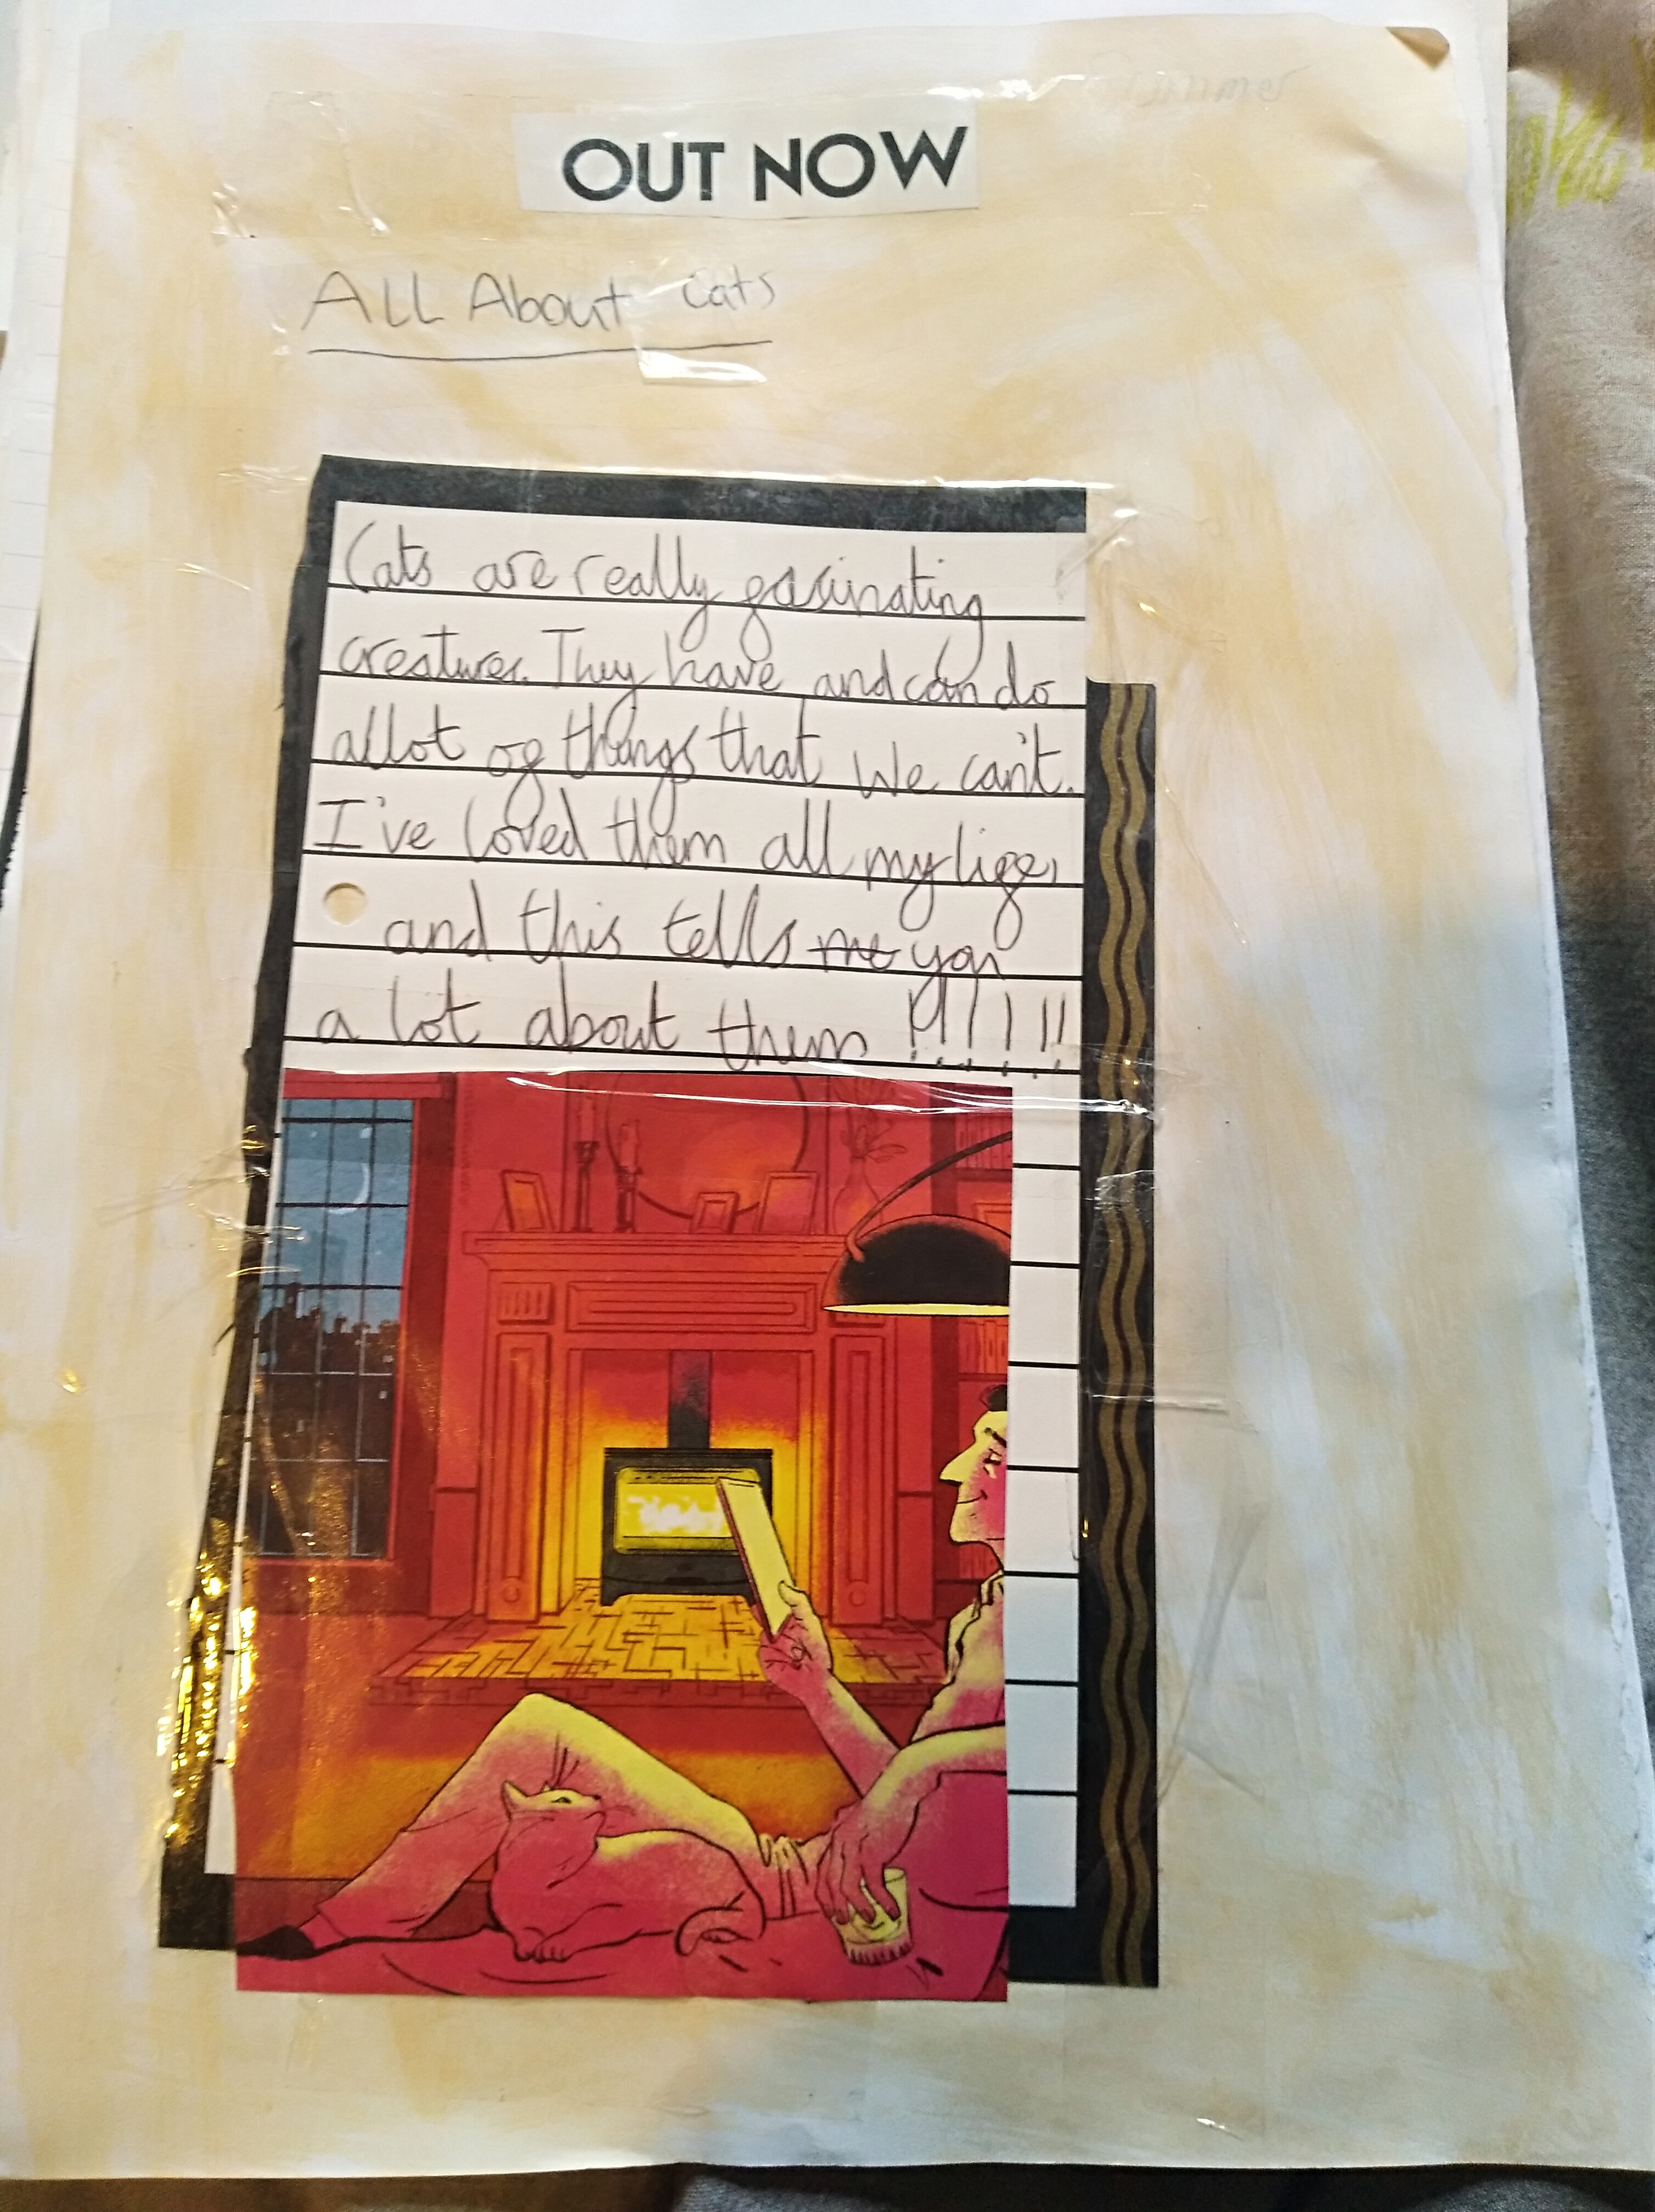 OUT NOW
ALL About Cats
Cats are really fasinating
creatures. They have and can do
allot of things that we can't.
I've loved them all my life,
and this tells me you
a lot about them !!!!!!